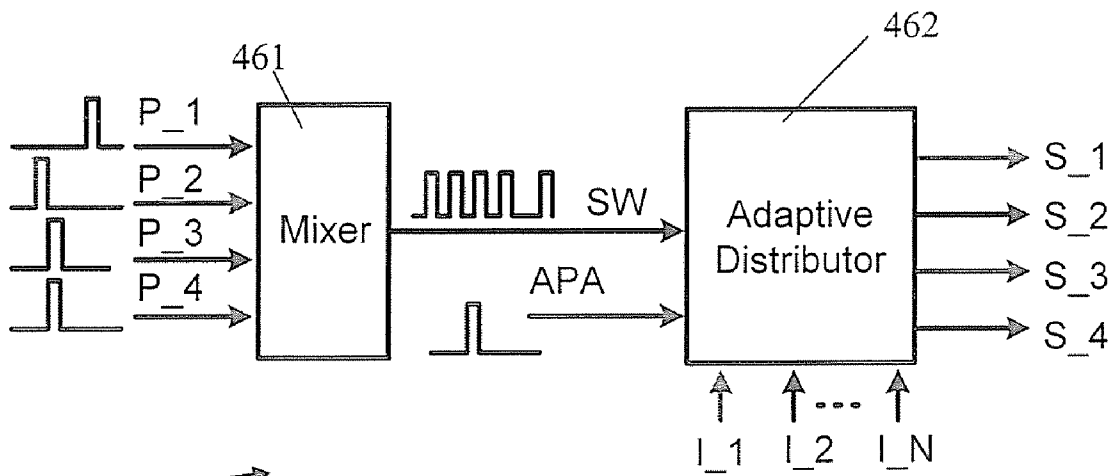 461
462
P_1
P_2
P_3
P_4
Mixer
SW
APA
Adaptive
Distributor
S_1
S_2
S_3
S_4
I_1 I_2 I_N